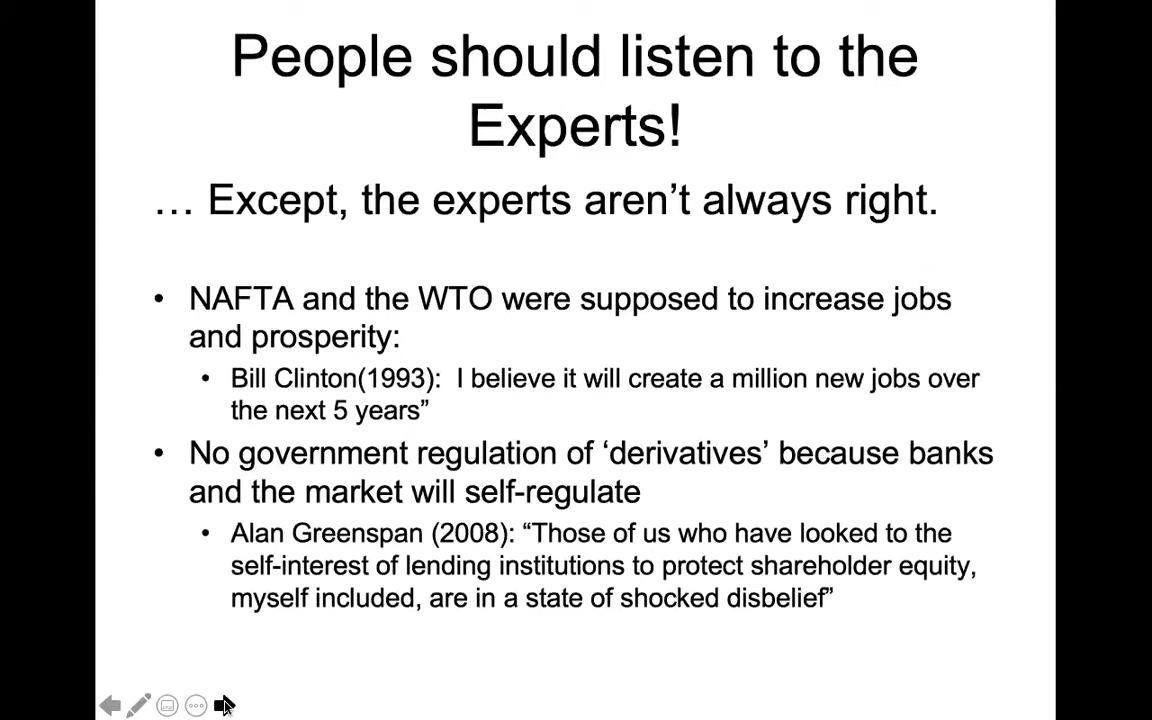 People should listen to the
Experts!
… Except, the experts aren’t always right.
• NAFTA and the WTO were supposed to increase jobs
and prosperity:
• Bill Clinton(1993):  I believe it will create a million new jobs over
the next 5 years”
• No government regulation of ‘derivatives’ because banks
and the market will self-regulate
• Alan Greenspan (2008): “Those of us who have looked to the
self-interest of lending institutions to protect shareholder equity,
myself included, are in a state of shocked disbelief”